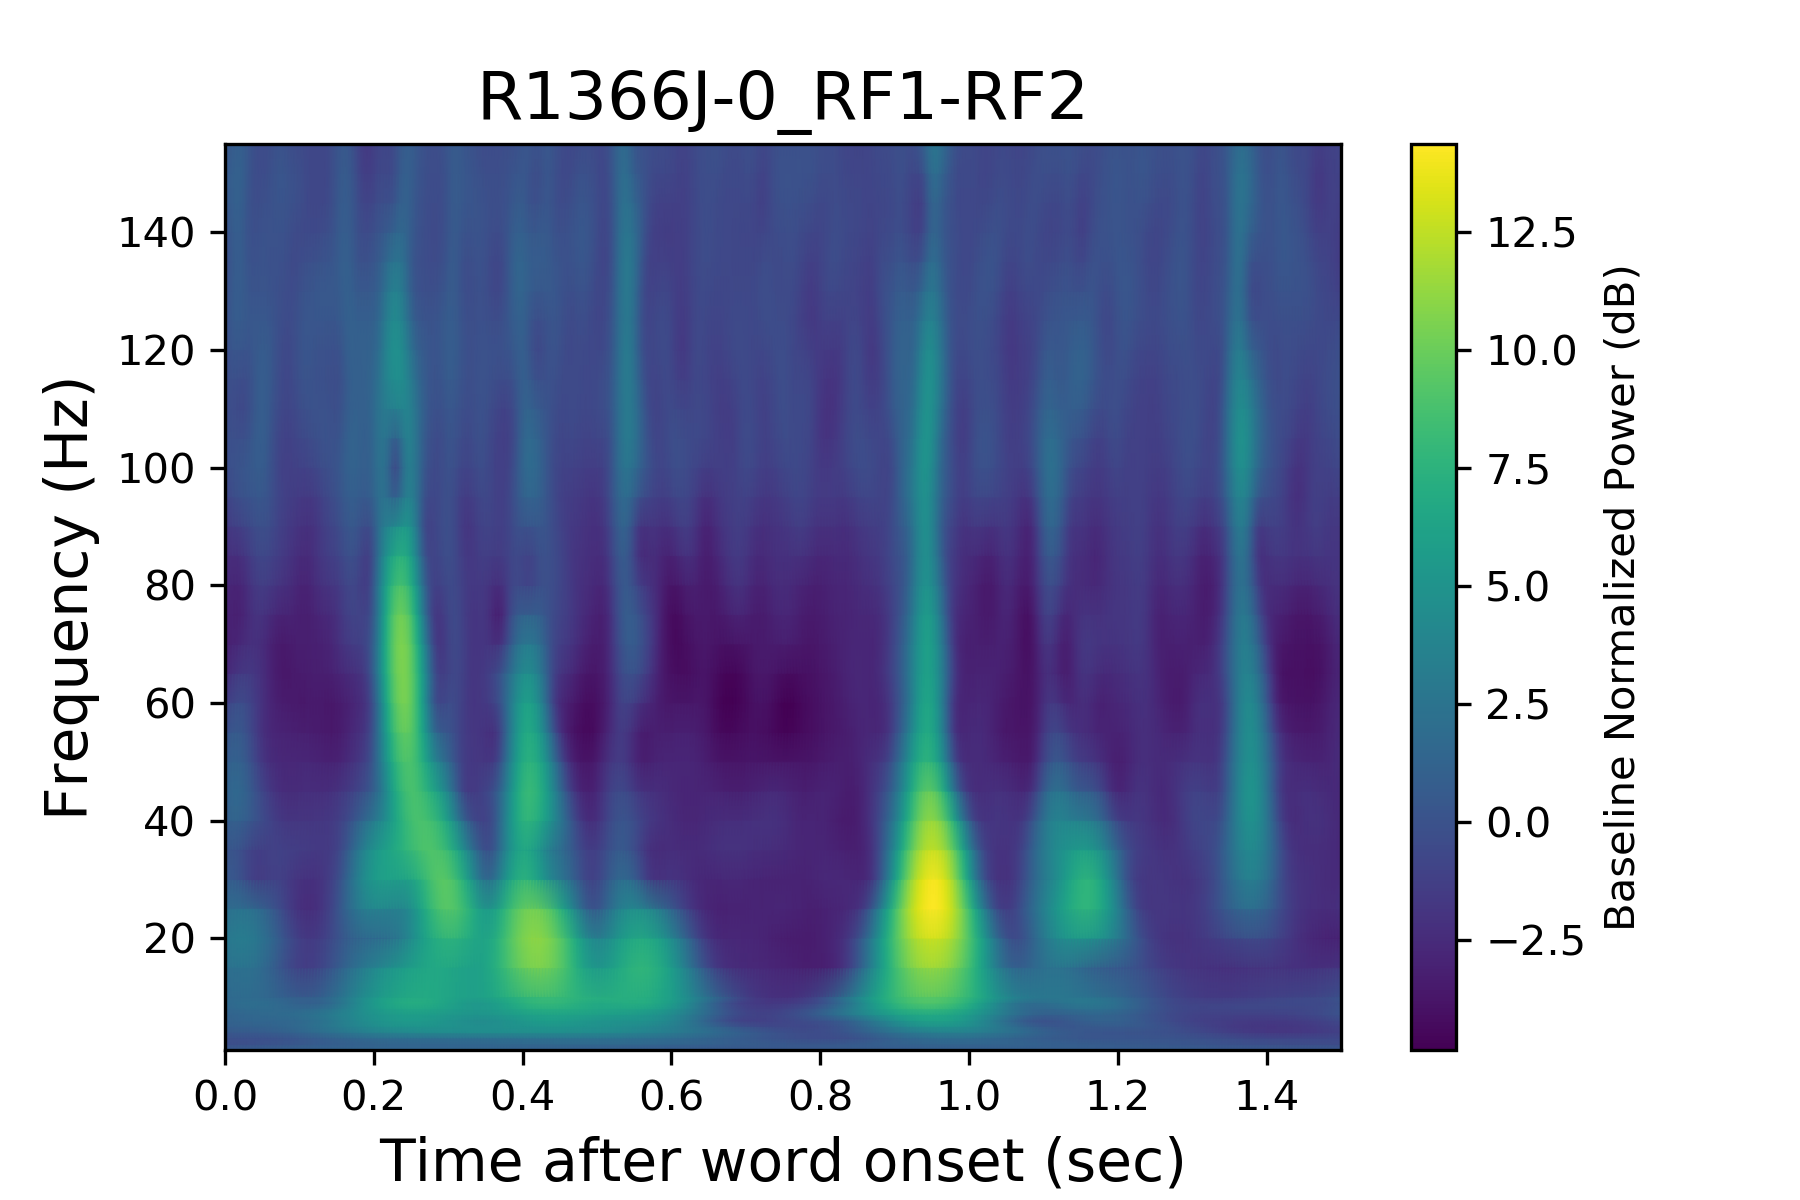 R1366J-0_RF1-RF2
Frequency (Hz)
140
120
100
80
60
40
20
0.0 0.2 0.4 0.6 0.8 1.0 1.2 1.4
Time after word onset (sec)
12.5
10.0
7.5
5.0
2.5
0.0
−2.5
Baseline Normalized Power (dB)